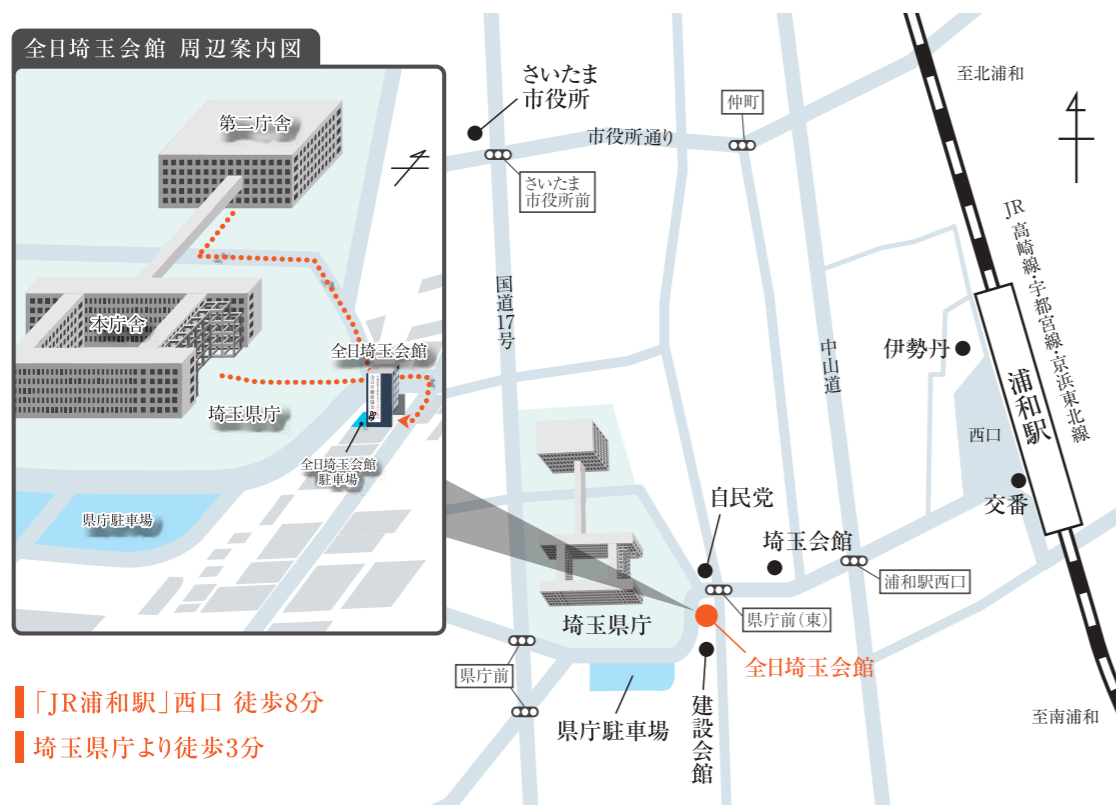 全日埼玉会館 周辺案内図
第二庁舎
本庁舎
全日埼玉会館
埼玉県庁
全日埼玉会館
駐車場
県庁駐車場
「JR浦和駅」西口 徒歩8分
埼玉県庁より徒歩3分
さいたま
市役所
仲町
至北浦和
市役所通り
さいたま
市役所前
JR 高崎線・宇都宮線・京浜東北線
国道17号
中山道
伊勢丹
浦和駅
西口
交番
自民党
埼玉会館
浦和駅西口
埼玉県庁
県庁前(東)
全日埼玉会館
県庁前
建設会館
県庁駐車場
至南浦和